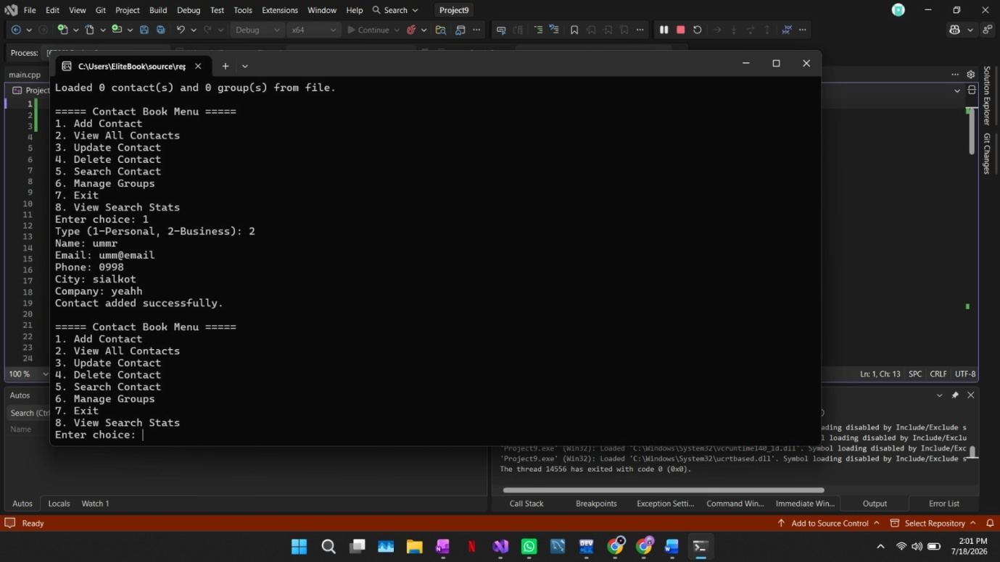 File Edit View Git Project Build Debug Test Tools Extensions Window Help Search Project9
Debug x64 Continue
Process:
C:\Users\EliteBook\source\rep
main.cpp
Project
Loaded 0 contact(s) and 0 group(s) from file.
===== Contact Book Menu =====
1. Add Contact
2. View All Contacts
3. Update Contact
4. Delete Contact
5. Search Contact
6. Manage Groups
7. Exit
8. View Search Stats
Enter choice: 1
Type (1-Personal, 2-Business): 2
Name: ummr
Email: umm@email
Phone: 0998
City: sialkot
Company: yeahh
Contact added successfully.
===== Contact Book Menu =====
1. Add Contact
2. View All Contacts
3. Update Contact
4. Delete Contact
5. Search Contact
6. Manage Groups
7. Exit
8. View Search Stats
Enter choice:
1
2
3
4
5
6
7
8
9
10
11
12
13
14
15
16
17
18
19
20
21
22
23
24
Solution Explorer
Git Changes
100 % Ln: 1, Ch: 13 SPC CRLF UTF-8
Autos
Search (Ctrl
Name
ading disabled by Include/Exclude s
l loading disabled by Include/Exclu
'Project9.exe' (Win32): Loaded 'C:\Windows\System32\vcruntime140_1d.dll'. Symbol loading disabled by Include/Exc
'Project9.exe' (Win32): Loaded 'C:\Windows\System32\ucrtbased.dll'. Symbol loading disabled by Include/Exclude s
The thread 14556 has exited with code 0 (0x0).
Autos Locals Watch 1
Call Stack Breakpoints Exception Setti... Command Win... Immediate Win... Output Error List
Ready Add to Source Control Select Repository
DEV
2:01 PM
7/18/2026